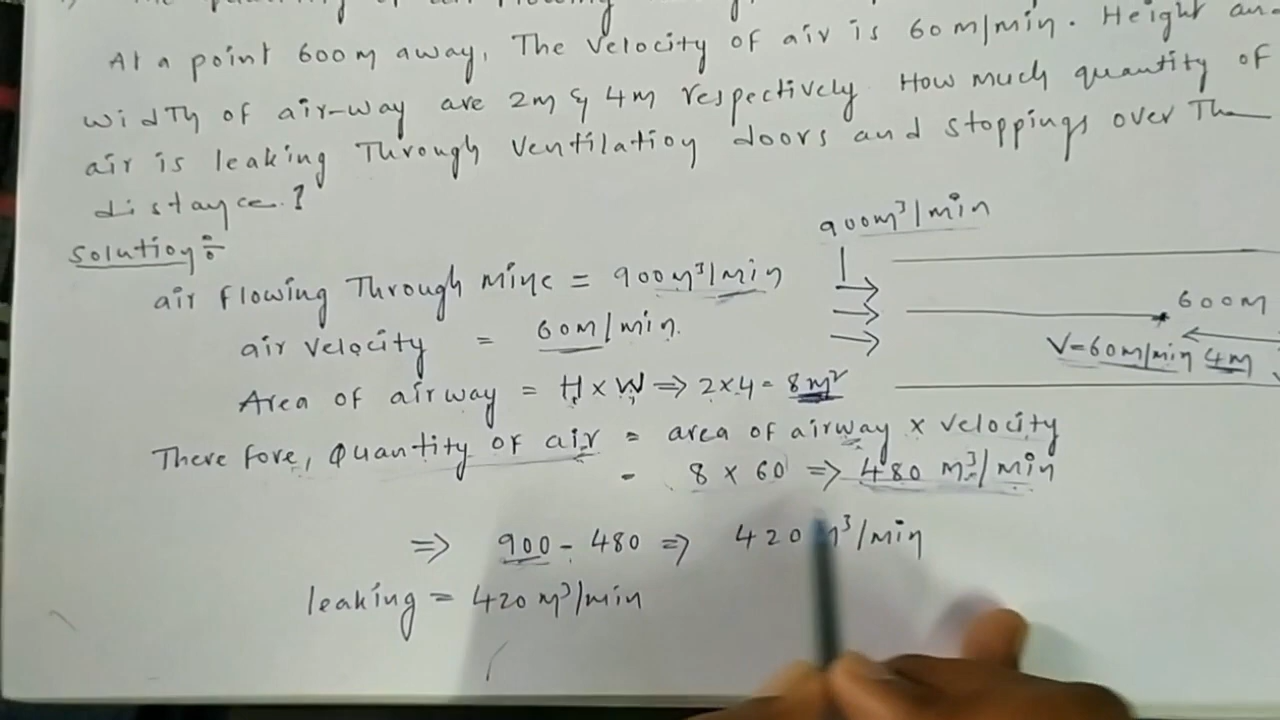 At a point 600m away, The Velocity of air is 60m/min. Height an
widTh of air-way are 2m & 4m respectively. How much quantity of
air is leaking Through Ventilation doors and stoppings over The
distance?
Solution÷
air flowing Through mine = 900m³/min
900m³/min
air velocity = 60m/min.
600m
V=60m/min 4m
Area of airway = H x W => 2x4 = 8m²
There fore, Quantity of air = area of airway x velocity
= 8 x 60 => 480 m³/min
=> 900 - 480 => 420 m³/min
leaking = 420 m³/min